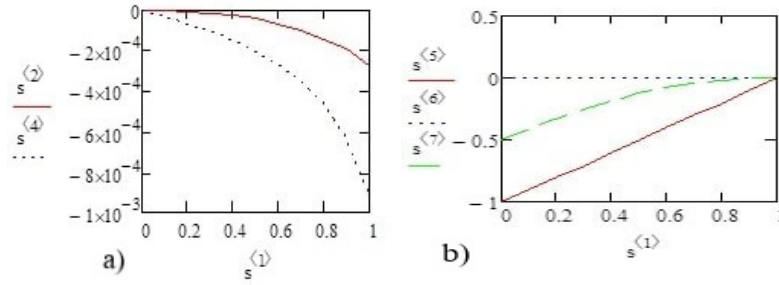 0
− 2×10⁻⁴
− 4×10⁻⁴
− 6×10⁻⁴
− 8×10⁻⁴
− 1×10⁻³
s⟨2⟩
s⟨4⟩
0 0.2 0.4 0.6 0.8 1
s⟨1⟩
a)
0.5
0
− 0.5
− 1
s⟨5⟩
s⟨6⟩
s⟨7⟩
0 0.2 0.4 0.6 0.8 1
s⟨1⟩
b)